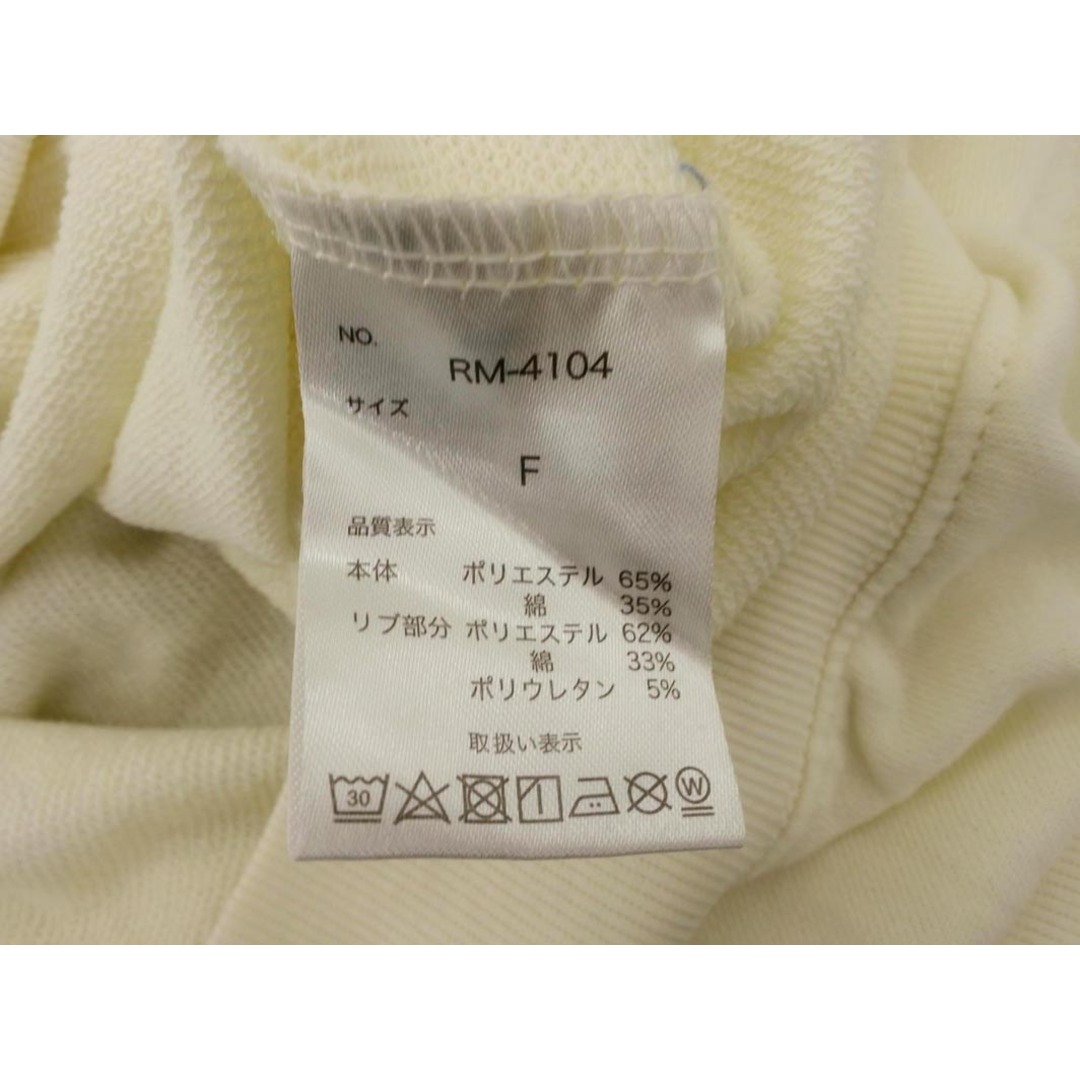 NO.
RM-4104
サイズ
F
品質表示
本体 ポリエステル 65%
綿 35%
リブ部分 ポリエステル 62%
綿 33%
ポリウレタン 5%
取扱い表示
30 W